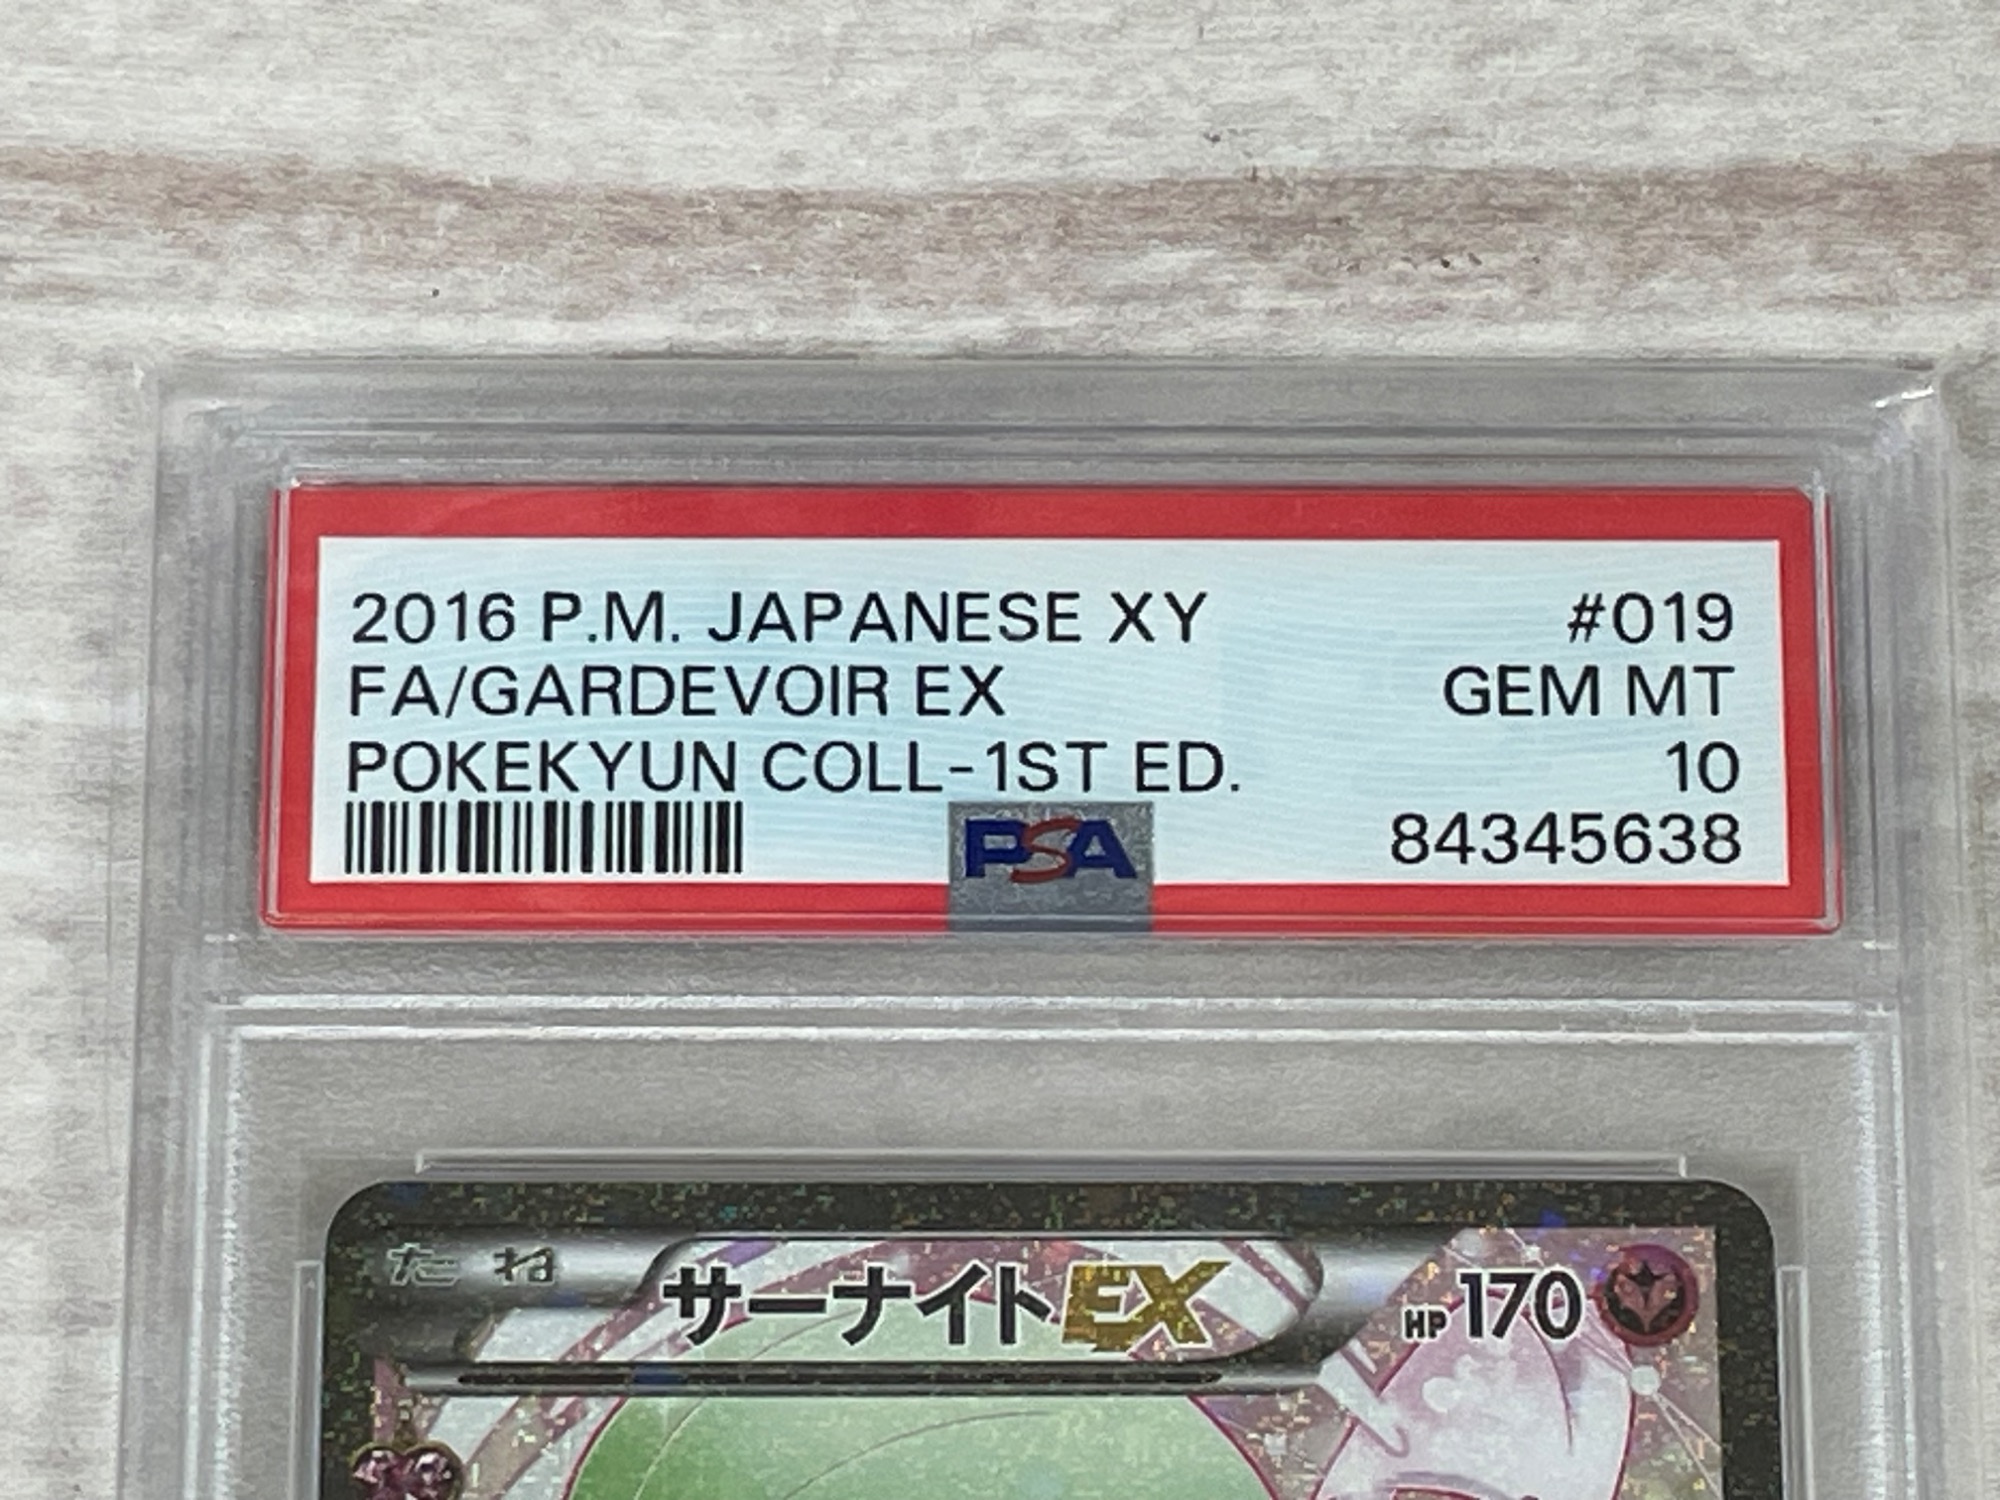 2016 P.M. JAPANESE XY #019
FA/GARDEVOIR EX GEM MT
POKEKYUN COLL-1ST ED. 10
PSA 84345638
たね サーナイトEX HP170